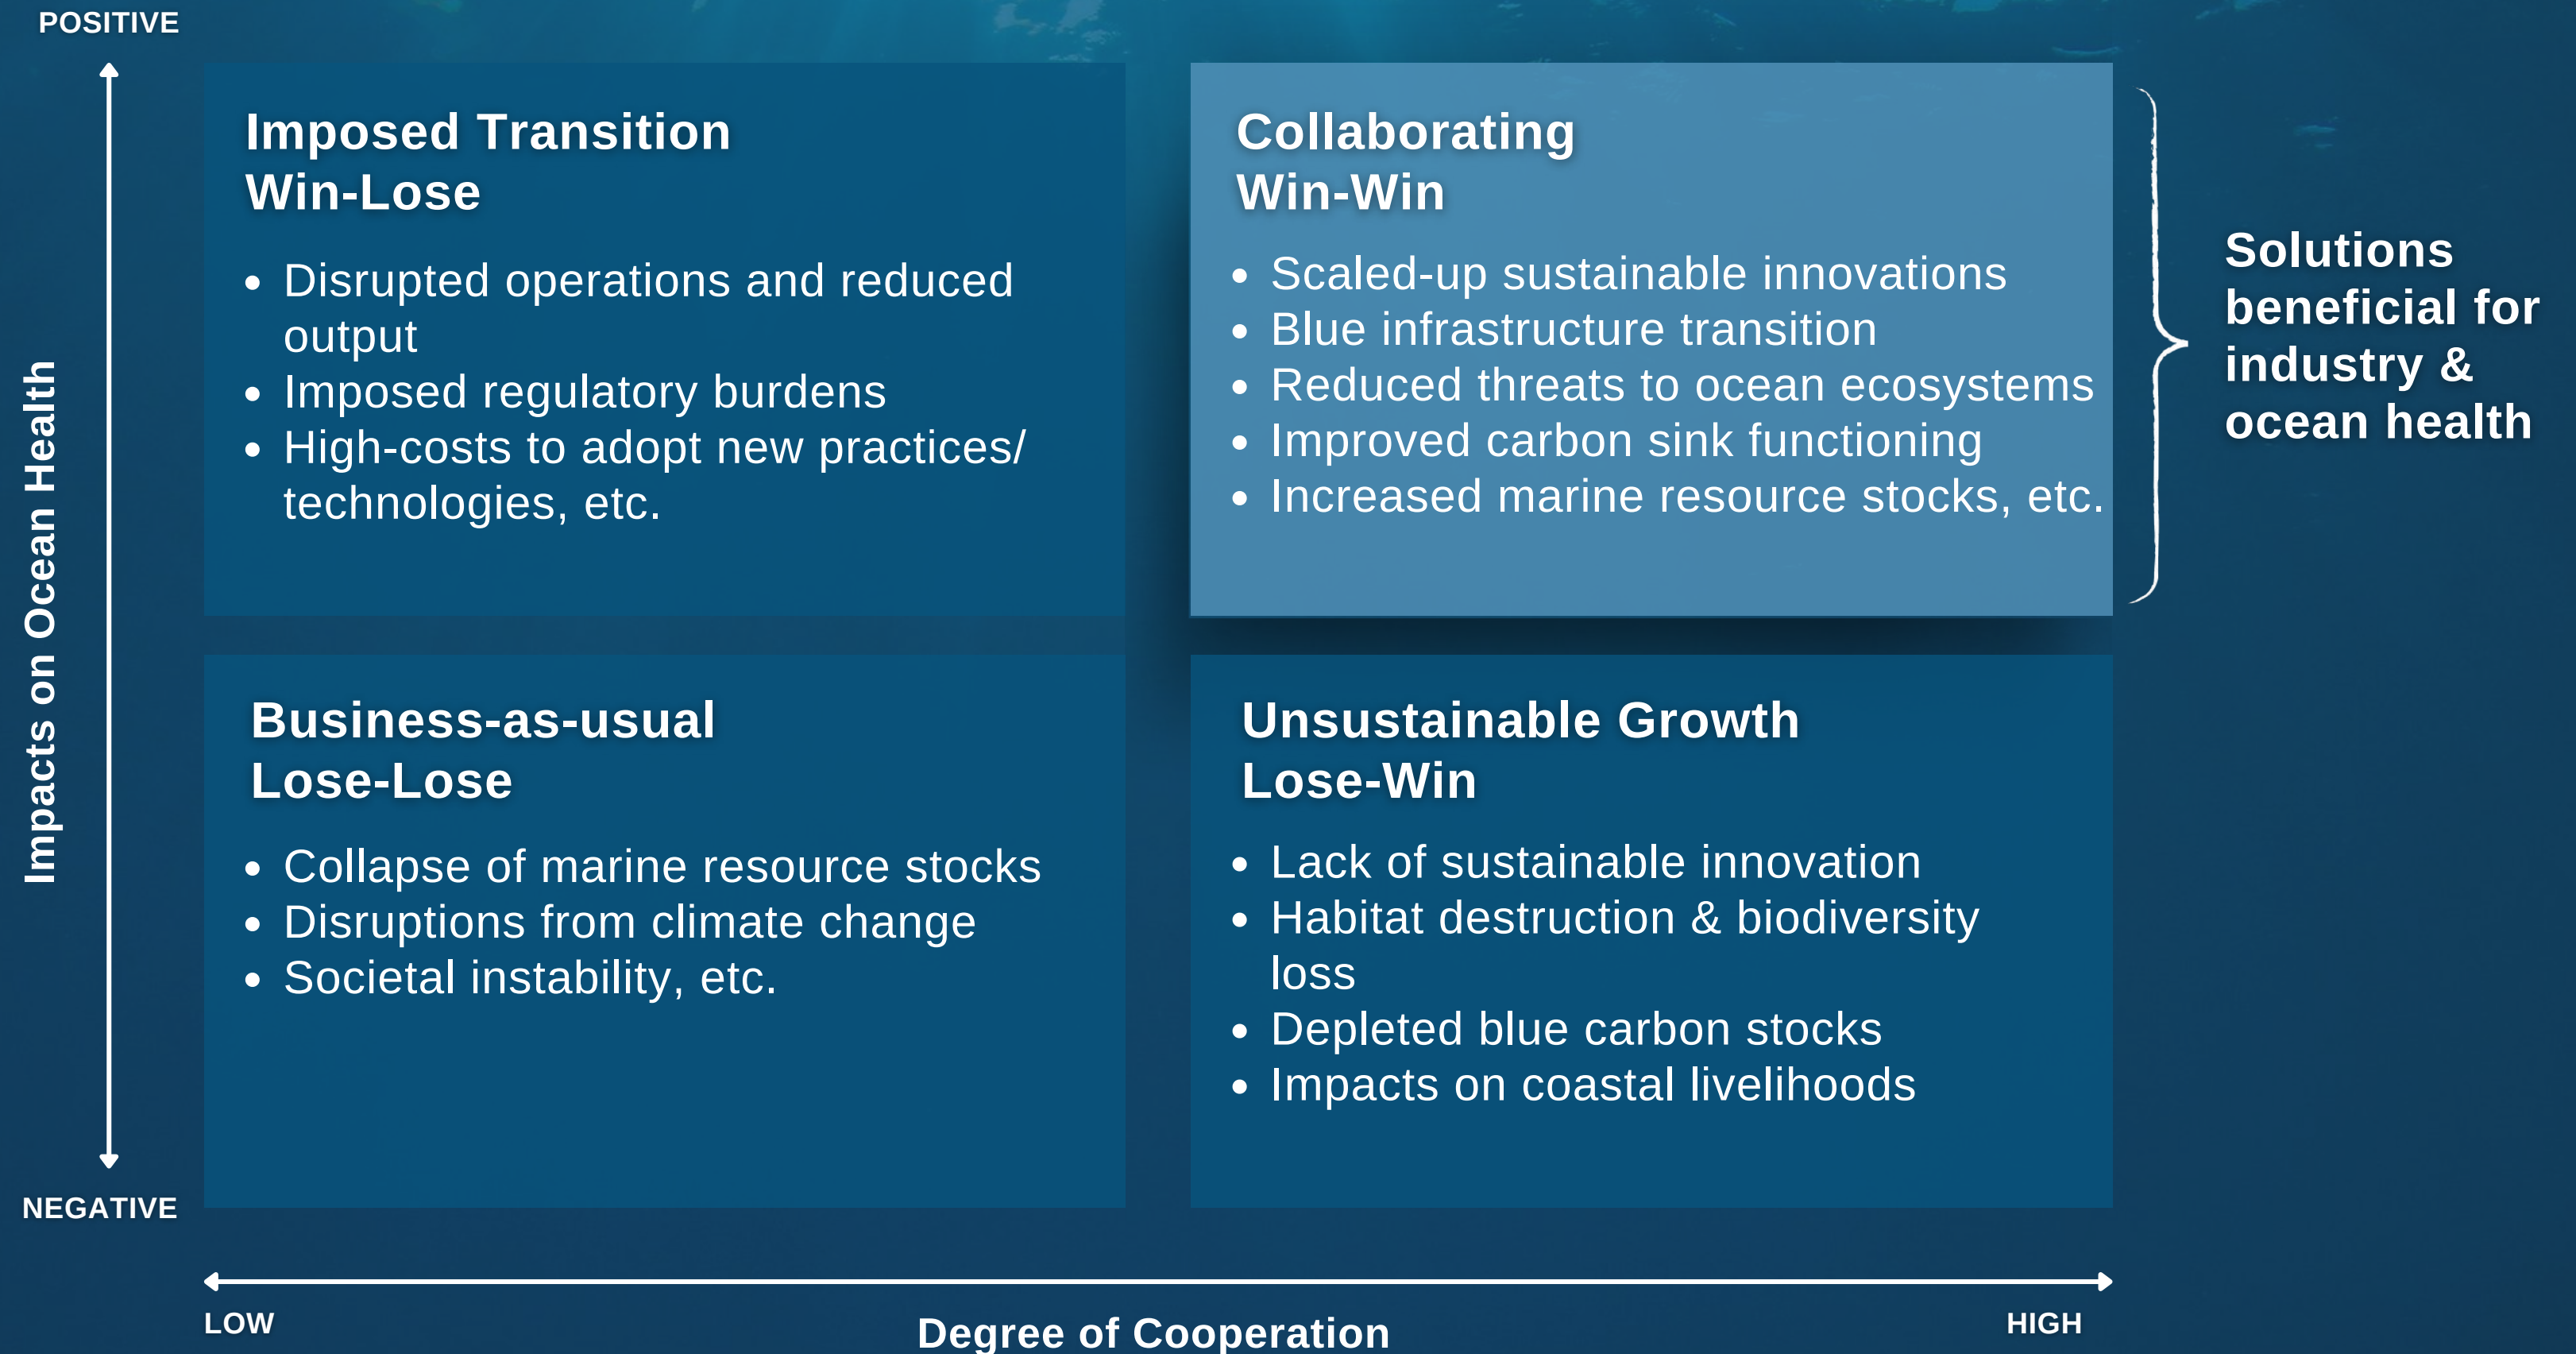 POSITIVE
Impacts on Ocean Health
NEGATIVE
Imposed Transition
Win-Lose
• Disrupted operations and reduced
output
• Imposed regulatory burdens
• High-costs to adopt new practices/
technologies, etc.
Collaborating
Win-Win
• Scaled-up sustainable innovations
• Blue infrastructure transition
• Reduced threats to ocean ecosystems
• Improved carbon sink functioning
• Increased marine resource stocks, etc.
Solutions
beneficial for
industry &
ocean health
Business-as-usual
Lose-Lose
• Collapse of marine resource stocks
• Disruptions from climate change
• Societal instability, etc.
Unsustainable Growth
Lose-Win
• Lack of sustainable innovation
• Habitat destruction & biodiversity
loss
• Depleted blue carbon stocks
• Impacts on coastal livelihoods
LOW
Degree of Cooperation
HIGH